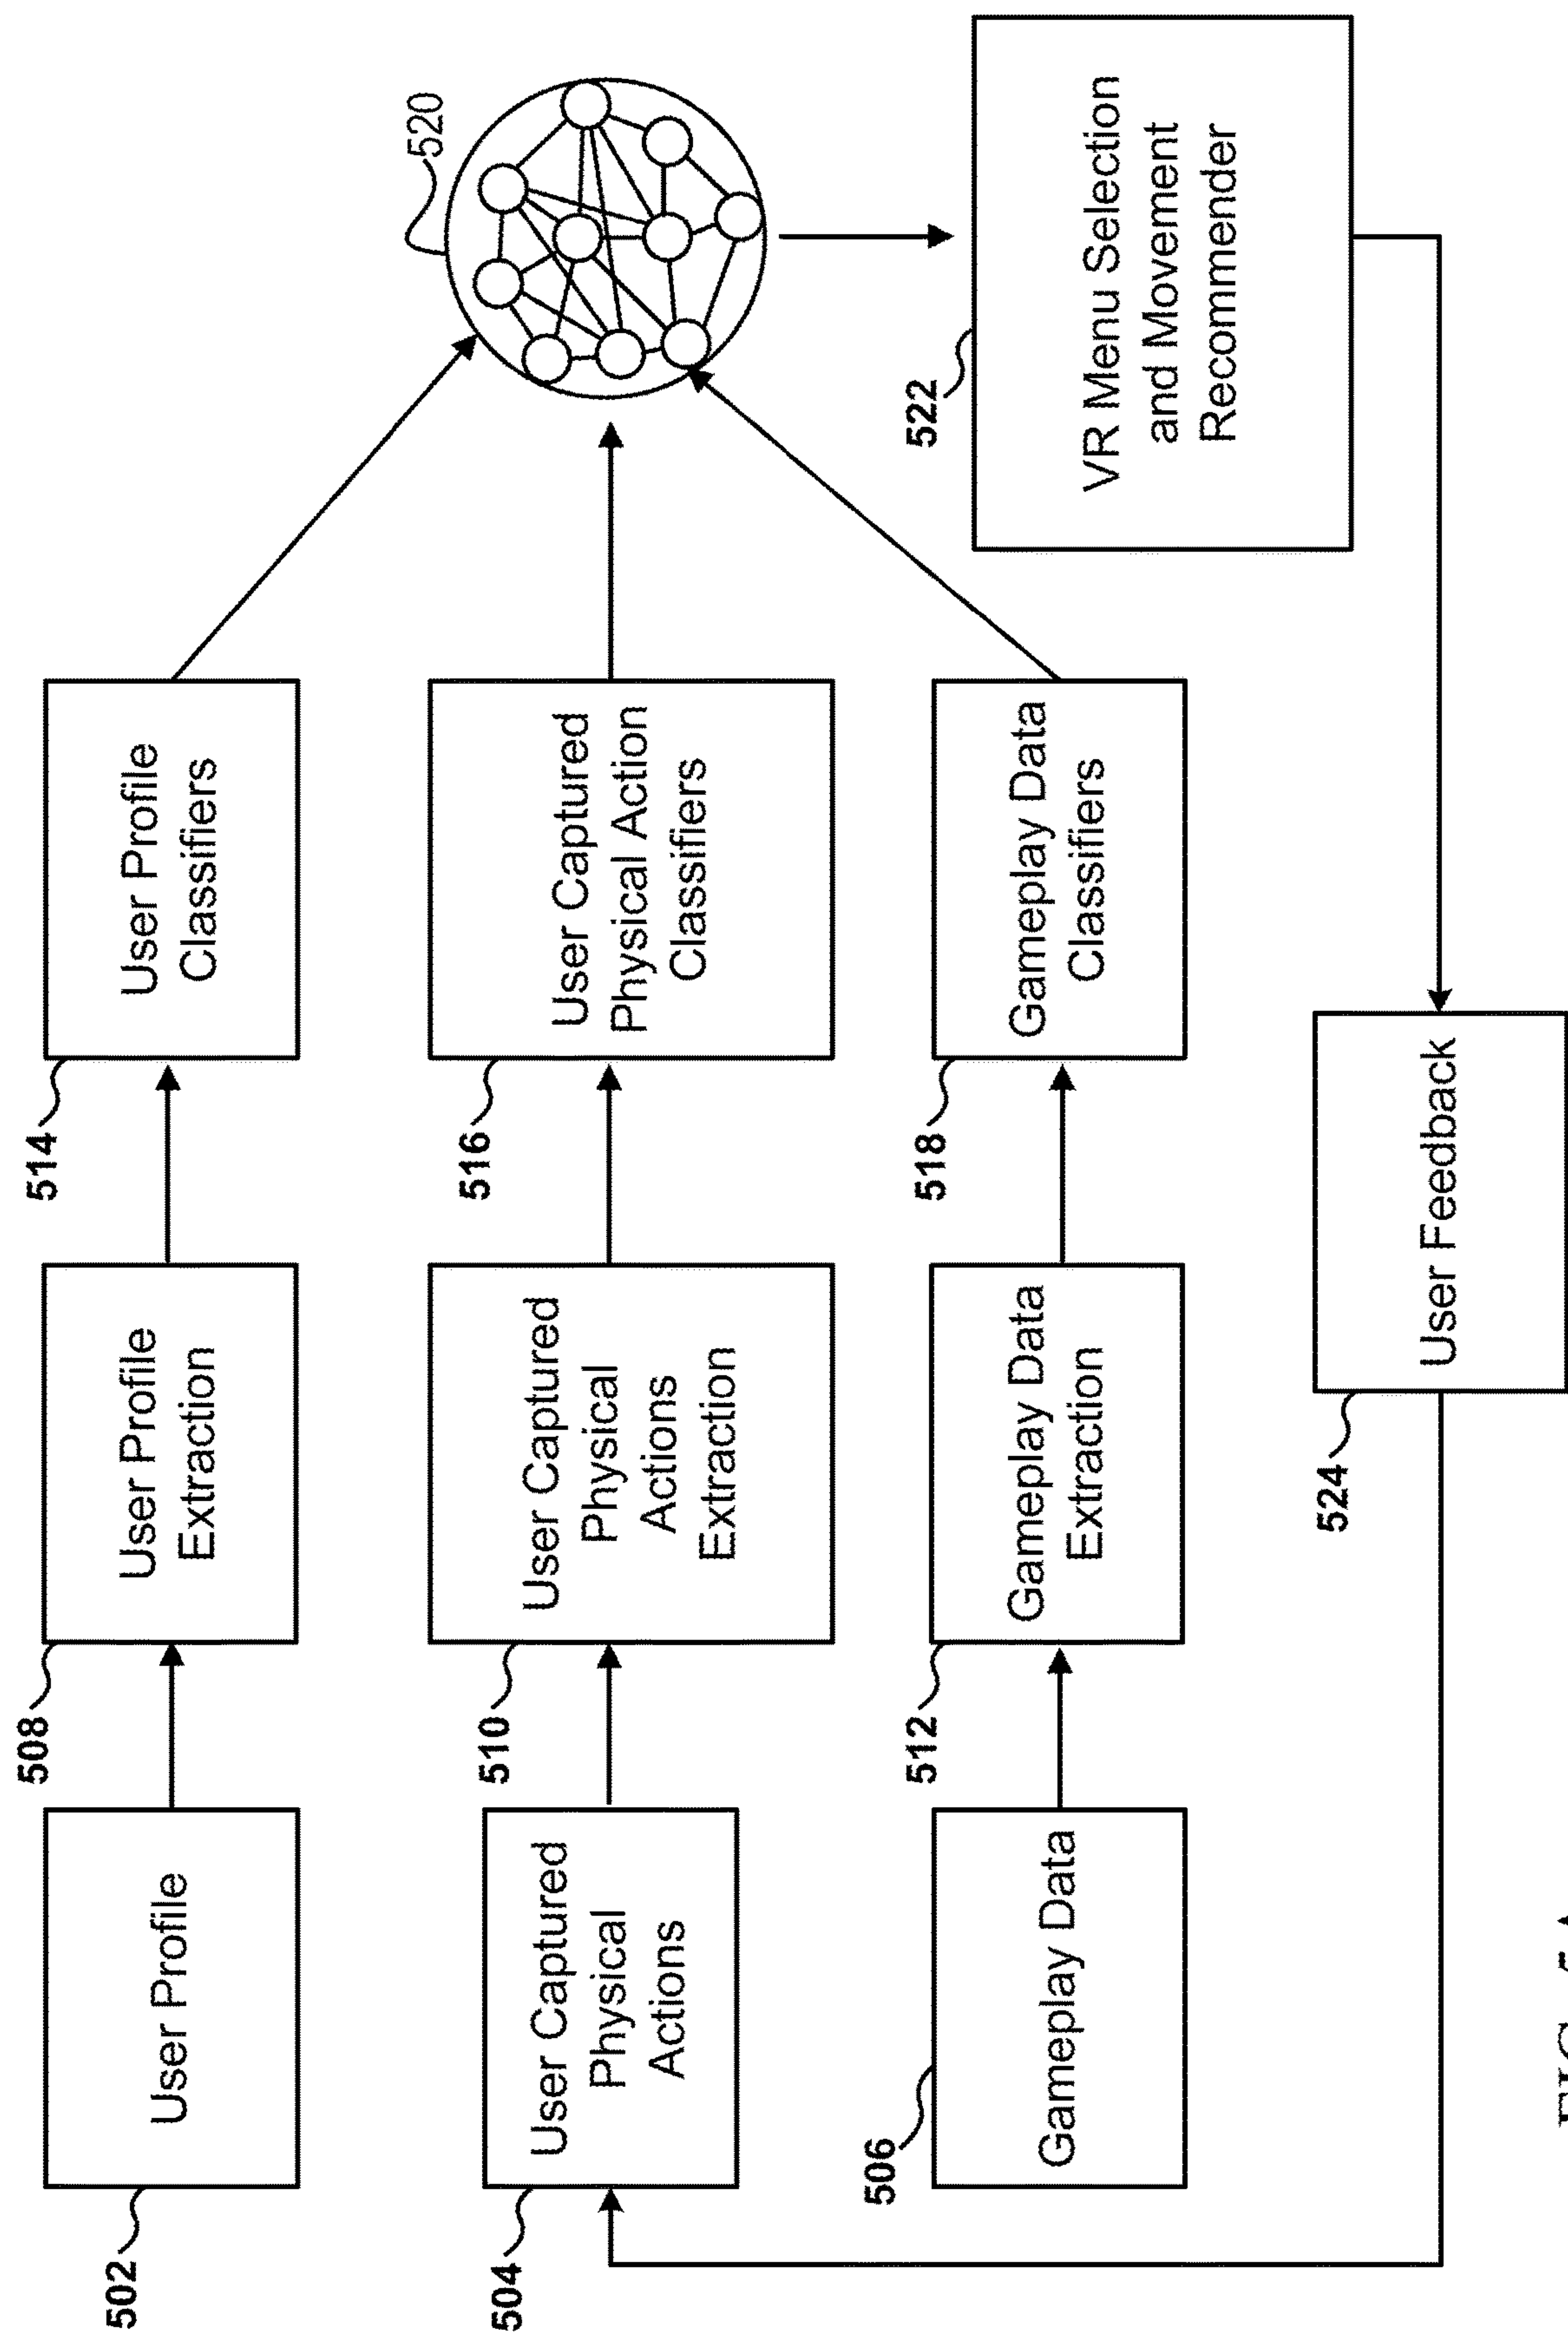 502
User Profile
508
User Profile
Extraction
514
User Profile
Classifiers
504
User Captured
Physical
Actions
510
User Captured
Physical
Actions
Extraction
516
User Captured
Physical Action
Classifiers
520
506
Gameplay Data
512
Gameplay Data
Extraction
518
Gameplay Data
Classifiers
522
VR Menu Selection
and Movement
Recommender
524
User Feedback